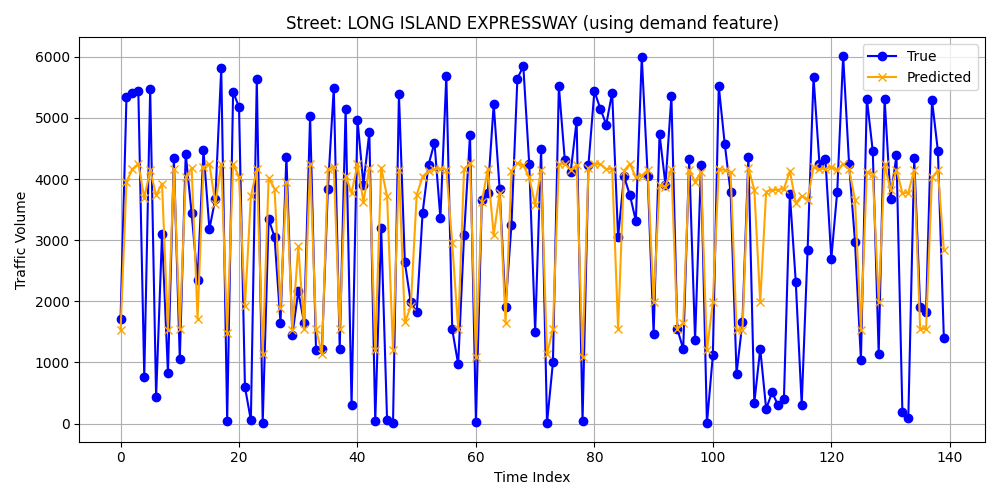 Street: LONG ISLAND EXPRESSWAY (using demand feature)
True
Predicted
Traffic Volume
6000
5000
4000
3000
2000
1000
0
0 20 40 60 80 100 120 140
Time Index